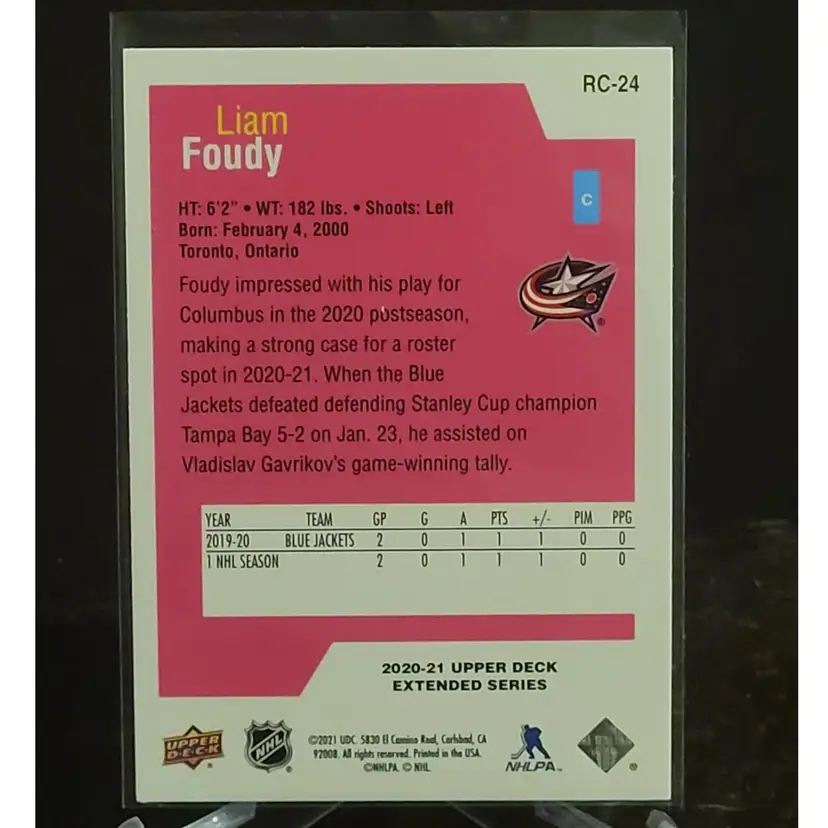 RC-24
Liam
Foudy
C
HT: 6'2" • WT: 182 lbs. • Shoots: Left
Born: February 4, 2000
Toronto, Ontario
Foudy impressed with his play for
Columbus in the 2020 postseason,
making a strong case for a roster
spot in 2020-21. When the Blue
Jackets defeated defending Stanley Cup champion
Tampa Bay 5-2 on Jan. 23, he assisted on
Vladislav Gavrikov's game-winning tally.
YEAR TEAM GP G A PTS +/- PIM PPG
2019-20 BLUE JACKETS 2 0 1 1 1 0 0
1 NHL SEASON 2 0 1 1 1 0 0
2020-21 UPPER DECK
EXTENDED SERIES
UPPER
DECK
NHL
©2021 UDC. 5830 El Camino Real, Carlsbad, CA
92008. All rights reserved. Printed in the USA.
©NHLPA. © NHL.
NHLPA